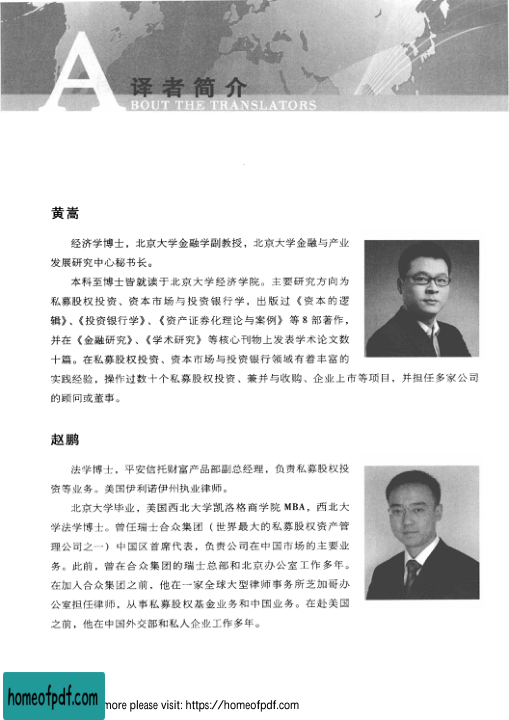 译者简介
ABOUT THE TRANSLATORS
黄嵩
经济学博士，北京大学金融学副教授，北京大学金融与产业
发展研究中心秘书长。
本科至博士皆就读于北京大学经济学院。主要研究方向为
私募股权投资、资本市场与投资银行学，出版过《资本的逻
辑》、《投资银行学》、《资产证券化理论与案例》等 8 部著作，
并在《金融研究》、《学术研究》等核心刊物上发表学术论文数
十篇。在私募股权投资、资本市场与投资银行领域有着丰富的
实践经验，操作过数十个私募股权投资、兼并与收购、企业上市等项目，并担任多家公司
的顾问或董事。
赵鹏
法学博士，平安信托财富产品部副总经理，负责私募股权投
资等业务。美国伊利诺伊州执业律师。
北京大学毕业，美国西北大学凯洛格商学院 MBA，西北大
学法学博士。曾任瑞士合众集团（世界最大的私募股权资产管
理公司之一）中国区首席代表，负责公司在中国市场的主要业
务。此前，曾在合众集团的瑞士总部和北京办公室工作多年。
在加入合众集团之前，他在一家全球大型律师事务所芝加哥办
公室担任律师，从事私募股权基金业务和中国业务。在赴美国
之前，他在中国外交部和私人企业工作多年。
homeofpdf.com
more please visit: https://homeofpdf.com